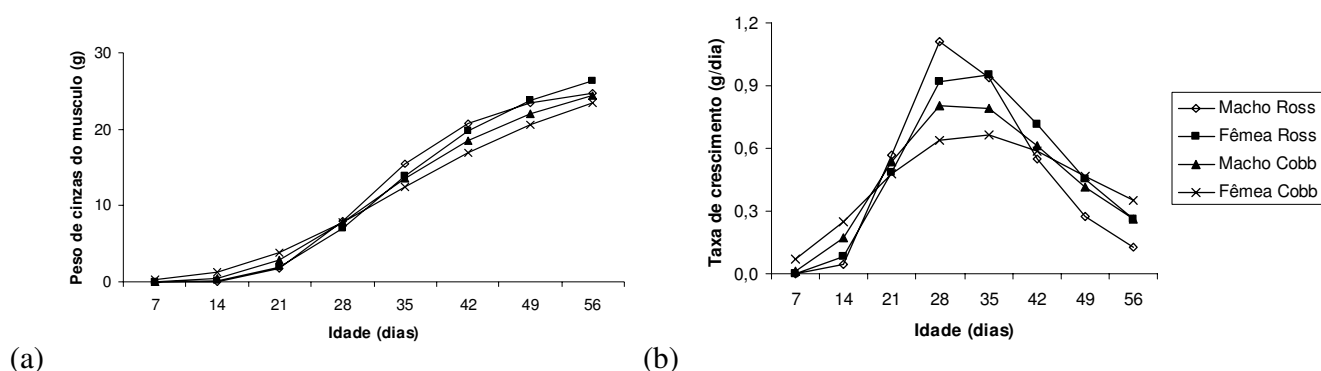 Peso de cinzas do musculo (g)
30
20
10
0
7 14 21 28 35 42 49 56
Idade (dias)
(a)
Taxa de crescimento (g/dia)
1,2
0,9
0,6
0,3
0,0
7 14 21 28 35 42 49 56
Idade (dias)
(b)
Macho Ross
Fêmea Ross
Macho Cobb
Fêmea Cobb